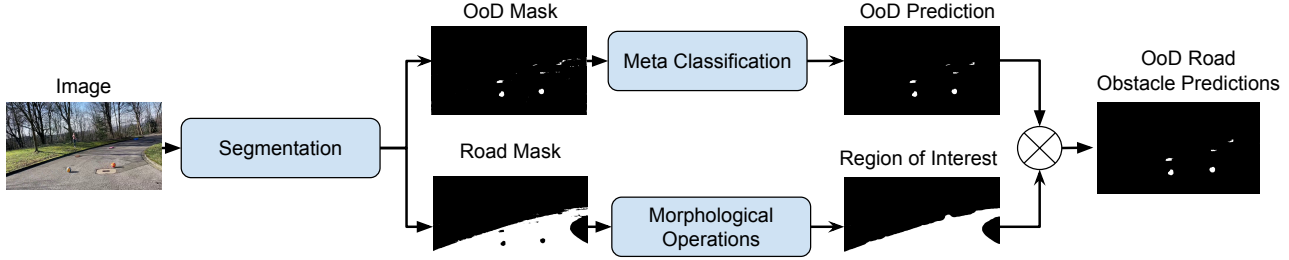 Image
Segmentation
OoD Mask
Meta Classification
OoD Prediction
Road Mask
Morphological
Operations
Region of Interest
OoD Road
Obstacle Predictions